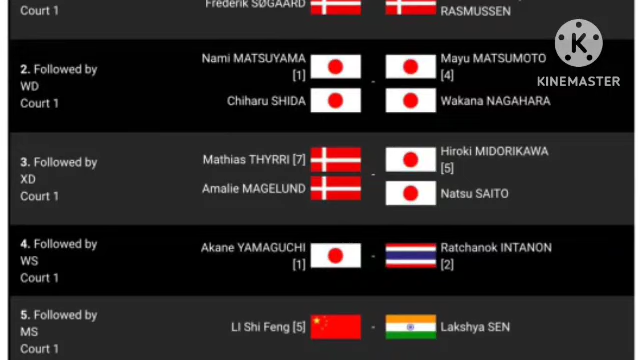 Court 1
Frederik SØGAARD
RASMUSSEN
2. Followed by
WD
Court 1
Nami MATSUYAMA
[1]
Chiharu SHIDA
-
Mayu MATSUMOTO
[4]
Wakana NAGAHARA
KINEMASTER
3. Followed by
XD
Court 1
Mathias THYRRI [7]
Amalie MAGELUND
-
Hiroki MIDORIKAWA
[5]
Natsu SAITO
4. Followed by
WS
Court 1
Akane YAMAGUCHI
[1]
-
Ratchanok INTANON
[2]
5. Followed by
MS
Court 1
LI Shi Feng [5]
-
Lakshya SEN